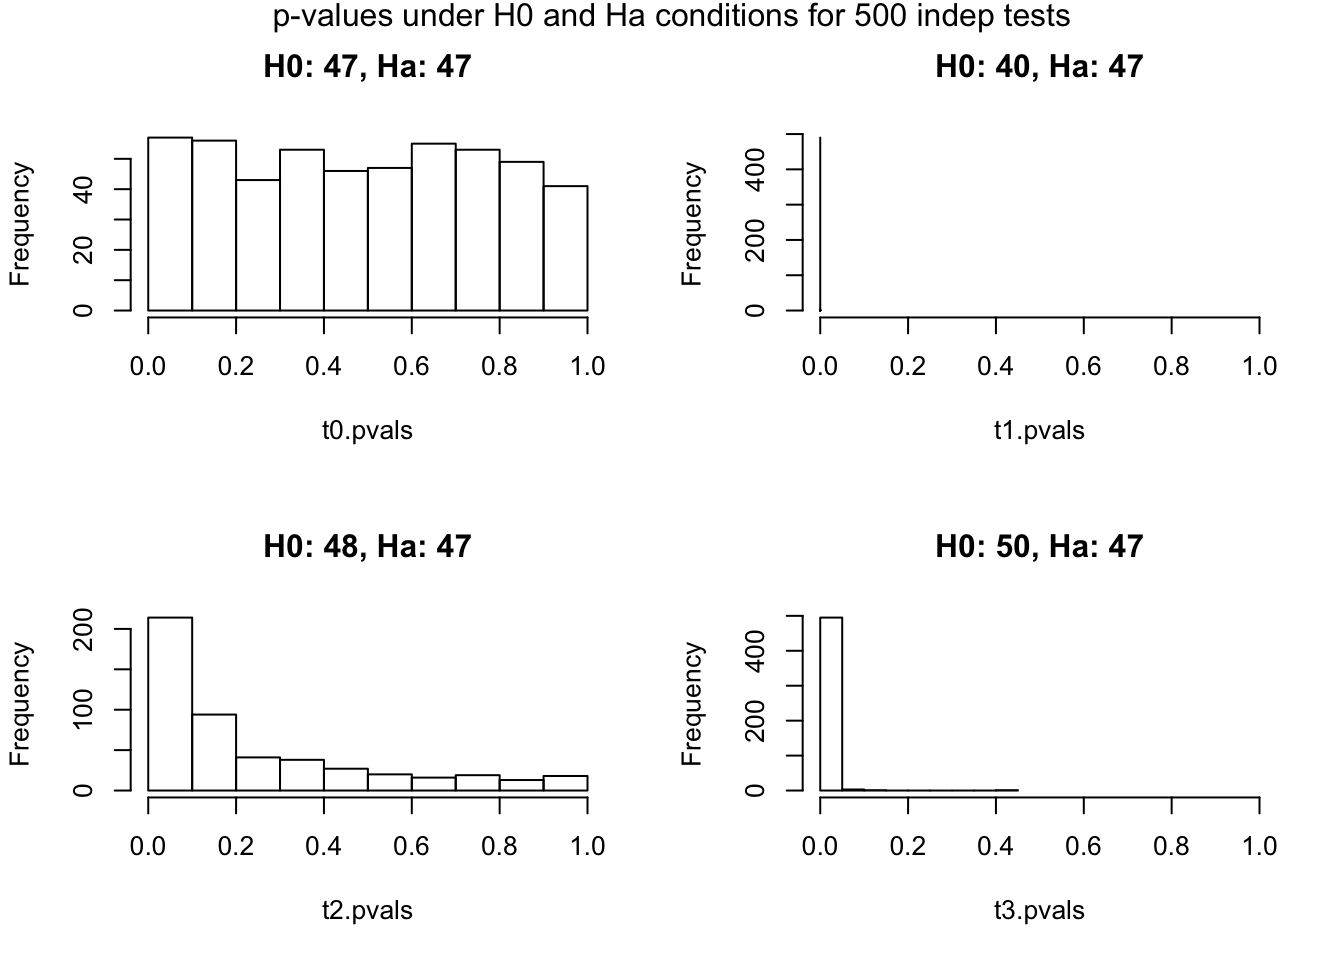 p-values under H0 and Ha conditions for 500 indep tests
H0: 47, Ha: 47
Frequency
0 20 40
0.0 0.2 0.4 0.6 0.8 1.0
t0.pvals
H0: 40, Ha: 47
Frequency
0 200 400
0.0 0.2 0.4 0.6 0.8 1.0
t1.pvals
H0: 48, Ha: 47
Frequency
0 100 200
0.0 0.2 0.4 0.6 0.8 1.0
t2.pvals
H0: 50, Ha: 47
Frequency
0 200 400
0.0 0.2 0.4 0.6 0.8 1.0
t3.pvals